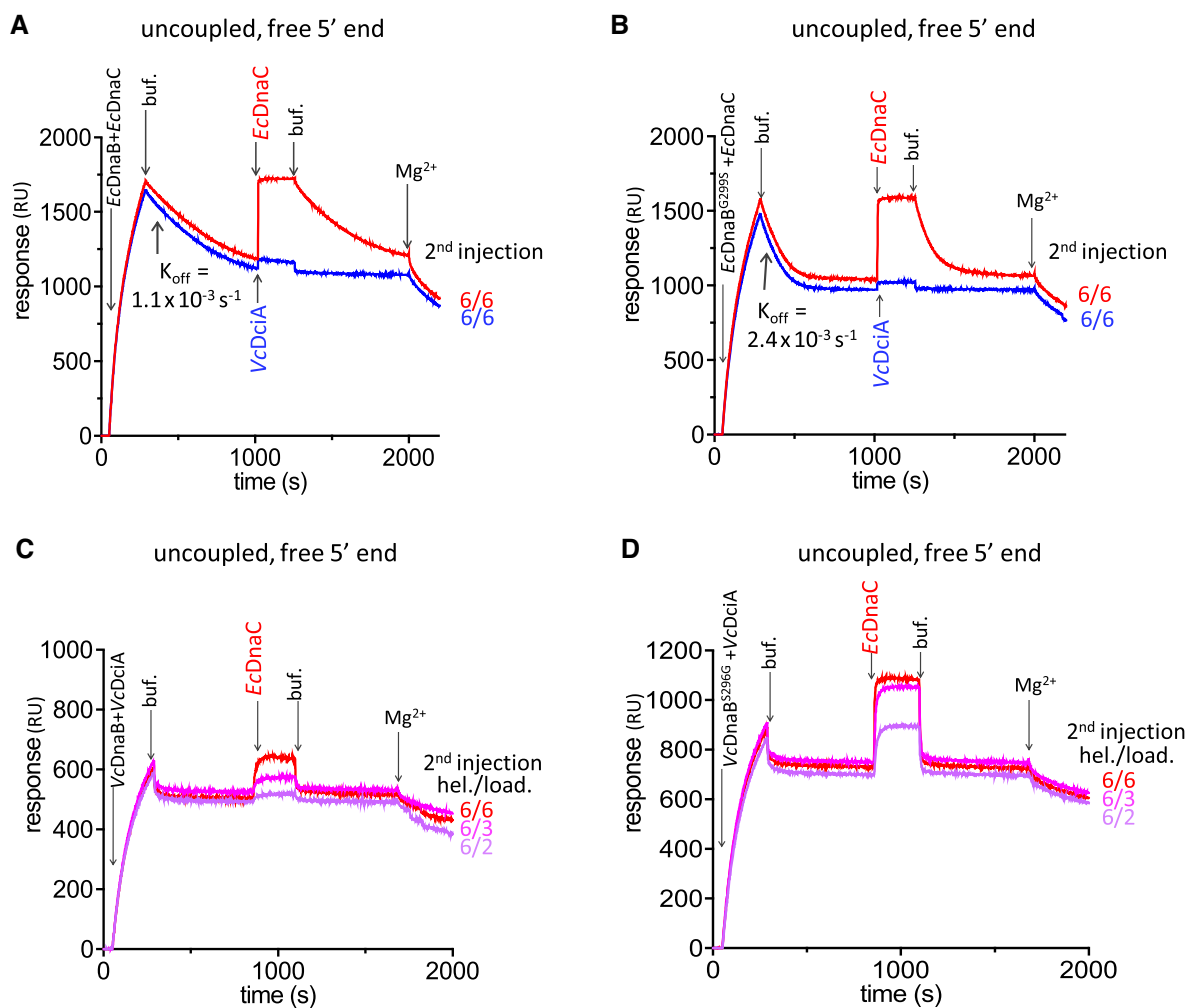 A
uncoupled, free 5' end
EcDnaB+EcDnaC
buf.
EcDnaC
buf.
Mg2+
2nd injection
6/6
6/6
Koff =
1.1 x 10-3 s-1
VcDciA
response (RU)
2000
1500
1000
500
0
0 1000 2000
time (s)
B
uncoupled, free 5' end
EcDnaBG299S +EcDnaC
buf.
EcDnaC
buf.
Mg2+
2nd injection
6/6
6/6
Koff =
2.4 x 10-3 s-1
VcDciA
response (RU)
2000
1500
1000
500
0
0 1000 2000
time (s)
C
uncoupled, free 5' end
VcDnaB+VcDciA
buf.
EcDnaC
buf.
Mg2+
2nd injection
hel./load.
6/6
6/3
6/2
response (RU)
1000
800
600
400
200
0
0 1000 2000
time (s)
D
uncoupled, free 5' end
VcDnaBS296G +VcDciA
buf.
EcDnaC
buf.
Mg2+
2nd injection
hel./load.
6/6
6/3
6/2
response (RU)
1200
1000
800
600
400
200
0
0 1000 2000
time (s)